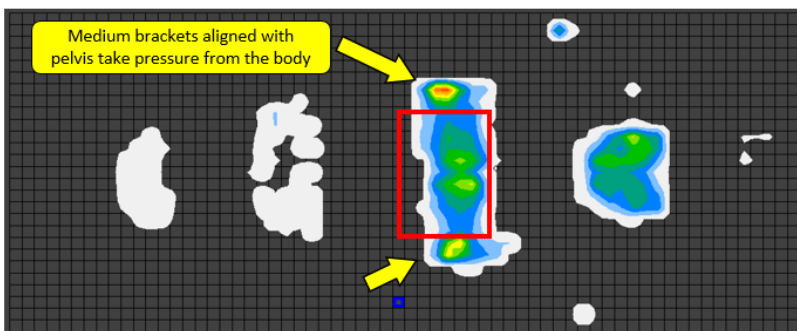 Medium brackets aligned with
pelvis take pressure from the body